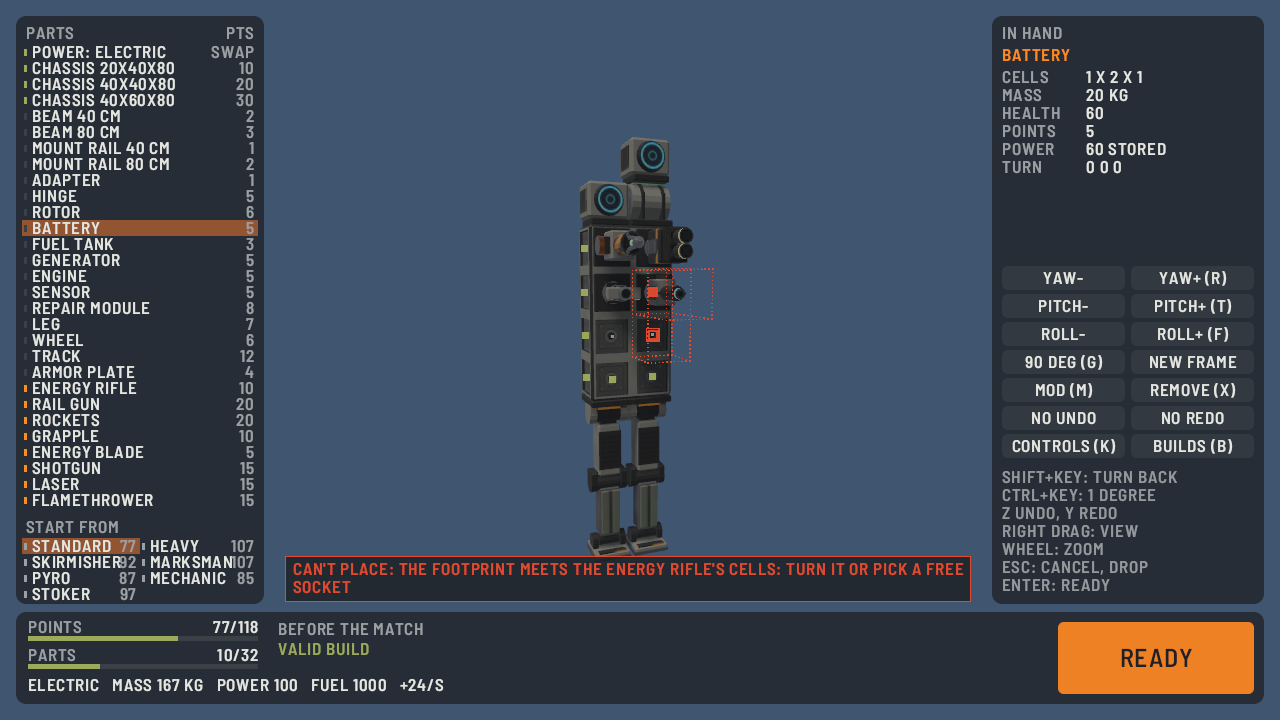 PARTS PTS
POWER: ELECTRIC SWAP
CHASSIS 20X40X80 10
CHASSIS 40X40X80 20
CHASSIS 40X60X80 30
BEAM 40 CM 2
BEAM 80 CM 3
MOUNT RAIL 40 CM 1
MOUNT RAIL 80 CM 2
ADAPTER 1
HINGE 5
ROTOR 6
BATTERY 5
FUEL TANK 3
GENERATOR 5
ENGINE 5
SENSOR 5
REPAIR MODULE 8
LEG 7
WHEEL 6
TRACK 12
ARMOR PLATE 4
ENERGY RIFLE 10
RAIL GUN 20
ROCKETS 20
GRAPPLE 10
ENERGY BLADE 5
SHOTGUN 15
LASER 15
FLAMETHROWER 15
START FROM
STANDARD 77 HEAVY 107
SKIRMISHER 92 MARKSMAN 107
PYRO 87 MECHANIC 85
STOKER 97
CAN'T PLACE: THE FOOTPRINT MEETS THE ENERGY RIFLE'S CELLS: TURN IT OR PICK A FREE
SOCKET
IN HAND
BATTERY
CELLS 1 X 2 X 1
MASS 20 KG
HEALTH 60
POINTS 5
POWER 60 STORED
TURN 0 0 0
YAW- YAW+ (R)
PITCH- PITCH+ (T)
ROLL- ROLL+ (F)
90 DEG (G) NEW FRAME
MOD (M) REMOVE (X)
NO UNDO NO REDO
CONTROLS (K) BUILDS (B)
SHIFT+KEY: TURN BACK
CTRL+KEY: 1 DEGREE
Z UNDO, Y REDO
RIGHT DRAG: VIEW
WHEEL: ZOOM
ESC: CANCEL, DROP
ENTER: READY
POINTS 77/118
PARTS 10/32
ELECTRIC MASS 167 KG POWER 100 FUEL 1000 +24/S
BEFORE THE MATCH
VALID BUILD
READY